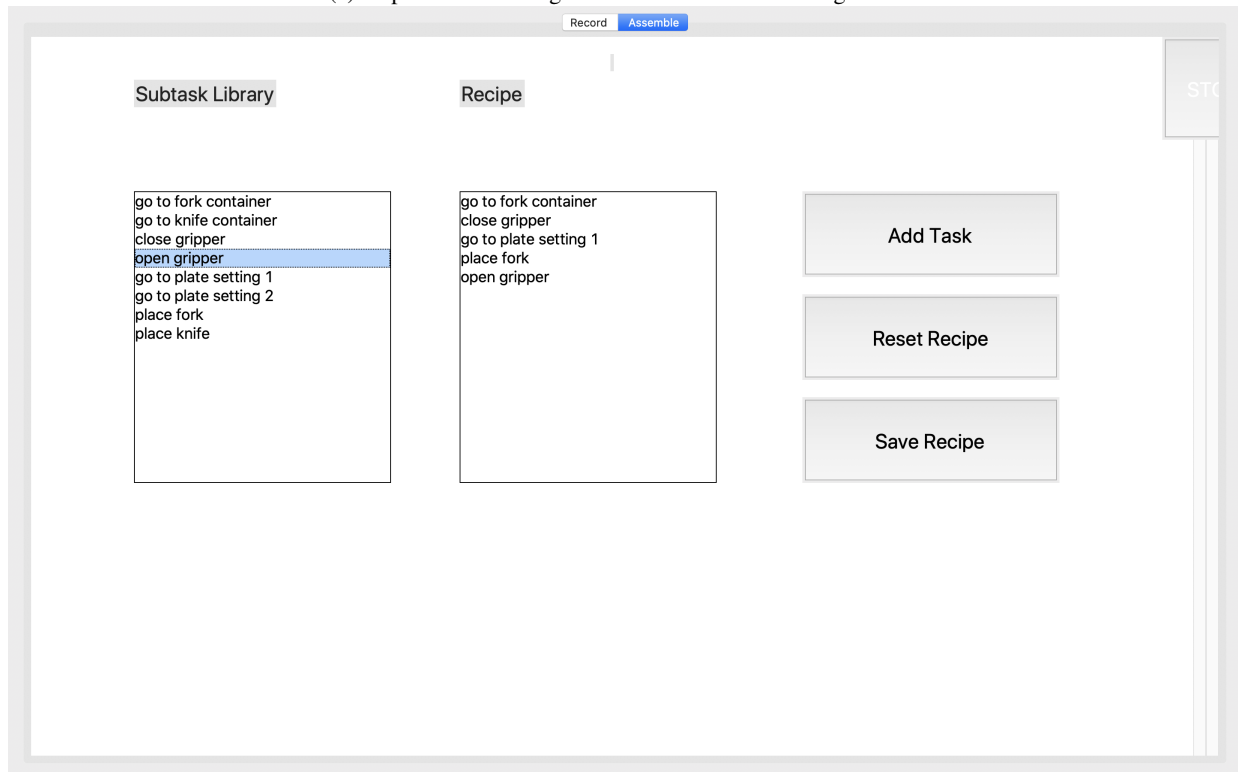 Record Assemble
STO
Subtask Library
Recipe
go to fork container
go to knife container
close gripper
open gripper
go to plate setting 1
go to plate setting 2
place fork
place knife
go to fork container
close gripper
go to plate setting 1
place fork
open gripper
Add Task
Reset Recipe
Save Recipe